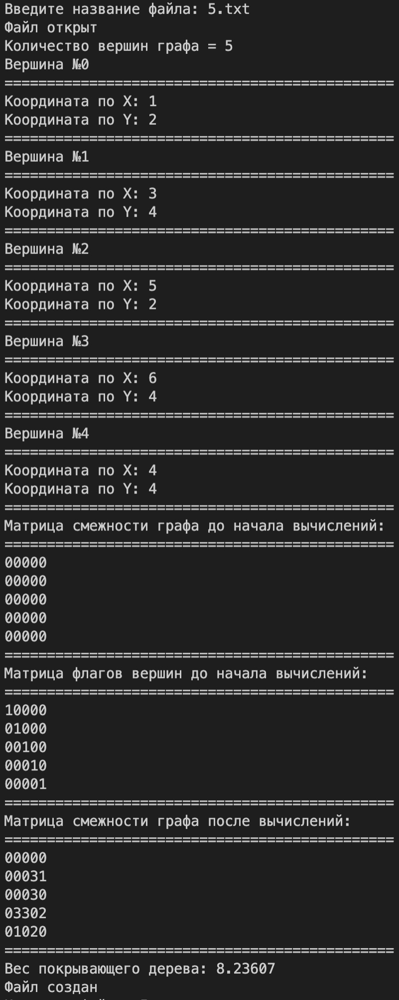 Введите название файла: 5.txt
Файл открыт
Количество вершин графа = 5
Вершина №0
==============================================
Координата по X: 1
Координата по Y: 2
==============================================
Вершина №1
==============================================
Координата по X: 3
Координата по Y: 4
==============================================
Вершина №2
==============================================
Координата по X: 5
Координата по Y: 2
==============================================
Вершина №3
==============================================
Координата по X: 6
Координата по Y: 4
==============================================
Вершина №4
==============================================
Координата по X: 4
Координата по Y: 4
==============================================
Матрица смежности графа до начала вычислений:
==============================================
00000
00000
00000
00000
00000
==============================================
Матрица флагов вершин до начала вычислений:
==============================================
10000
01000
00100
00010
00001
==============================================
Матрица смежности графа после вычислений:
==============================================
00000
00031
00030
03302
01020
==============================================
Вес покрывающего дерева: 8.23607
Файл создан